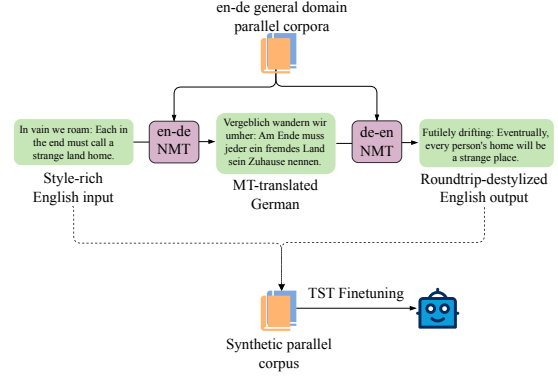 en-de general domain
parallel corpora
In vain we roam: Each in
the end must call a
strange land home.
en-de
NMT
Vergeblich wandern wir
umher: Am Ende muss
jeder ein fremdes Land
sein Zuhause nennen.
de-en
NMT
Futilely drifting: Eventually,
every person's home will be
a strange place.
Style-rich
English input
MT-translated
German
Roundtrip-destylized
English output
TST Finetuning
Synthetic parallel
corpus